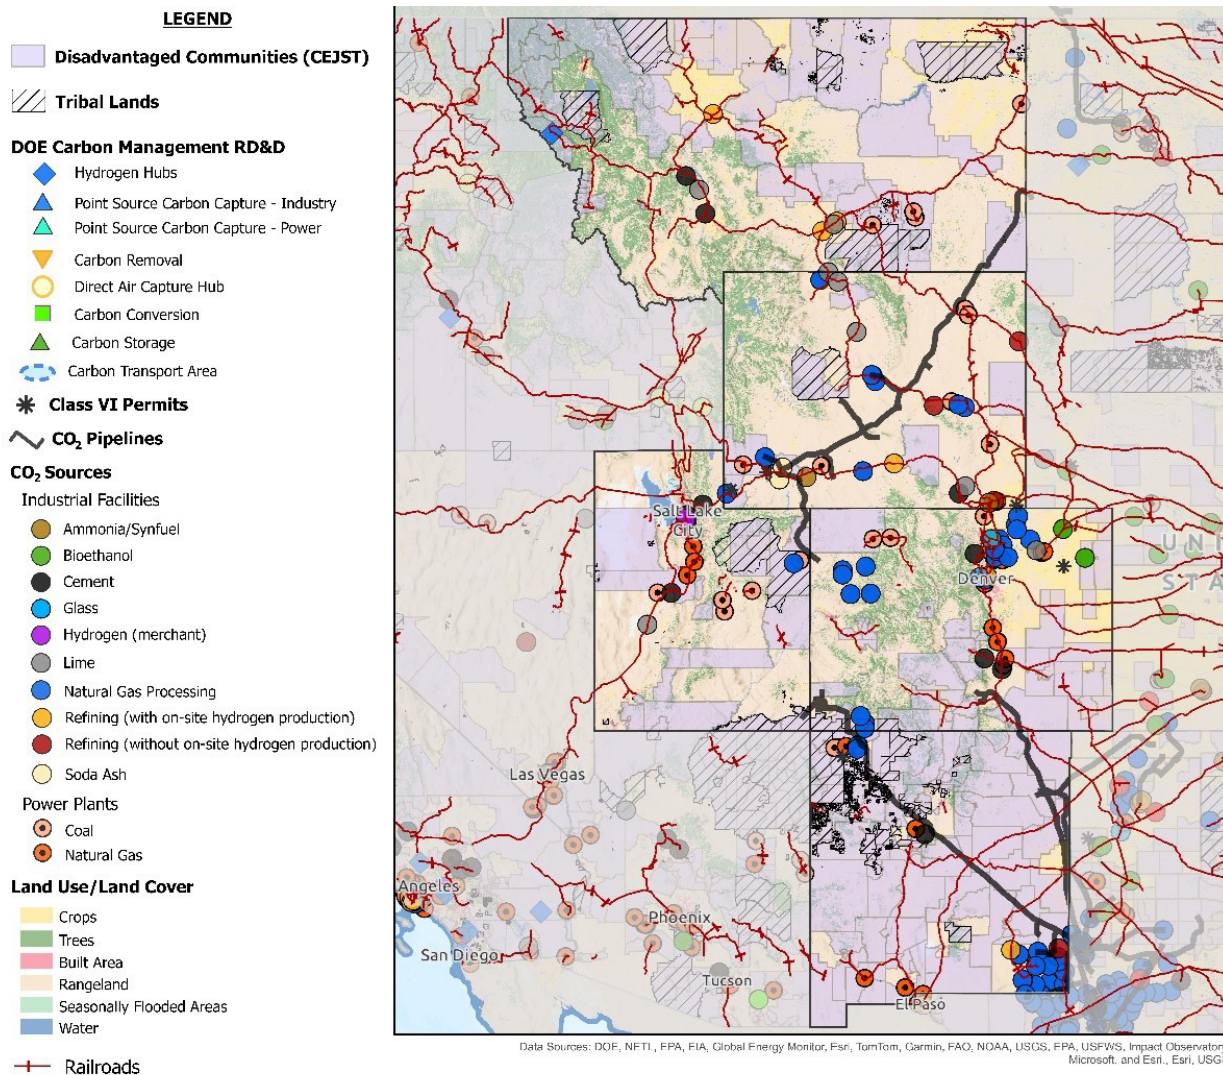 LEGEND
Disadvantaged Communities (CEJST)
Tribal Lands
DOE Carbon Management RD&D
Hydrogen Hubs
Point Source Carbon Capture - Industry
Point Source Carbon Capture - Power
Carbon Removal
Direct Air Capture Hub
Carbon Conversion
Carbon Storage
Carbon Transport Area
Class VI Permits
CO₂ Pipelines
CO₂ Sources
Industrial Facilities
Ammonia/Synfuel
Bioethanol
Cement
Glass
Hydrogen (merchant)
Lime
Natural Gas Processing
Refining (with on-site hydrogen production)
Refining (without on-site hydrogen production)
Soda Ash
Power Plants
Coal
Natural Gas
Land Use/Land Cover
Crops
Trees
Built Area
Rangeland
Seasonally Flooded Areas
Water
Railroads
Salt Lake
City
UNI
STA
Denver
Las Vegas
Angeles
Phoenix
San Diego
Tucson
El Paso
Data Sources: DOE, NETL, EPA, EIA, Global Energy Monitor, Esri, TomTom, Garmin, FAO, NOAA, USGS, EPA, USFWS, Impact Observatory
Microsoft, and Esri., Esri, USGS